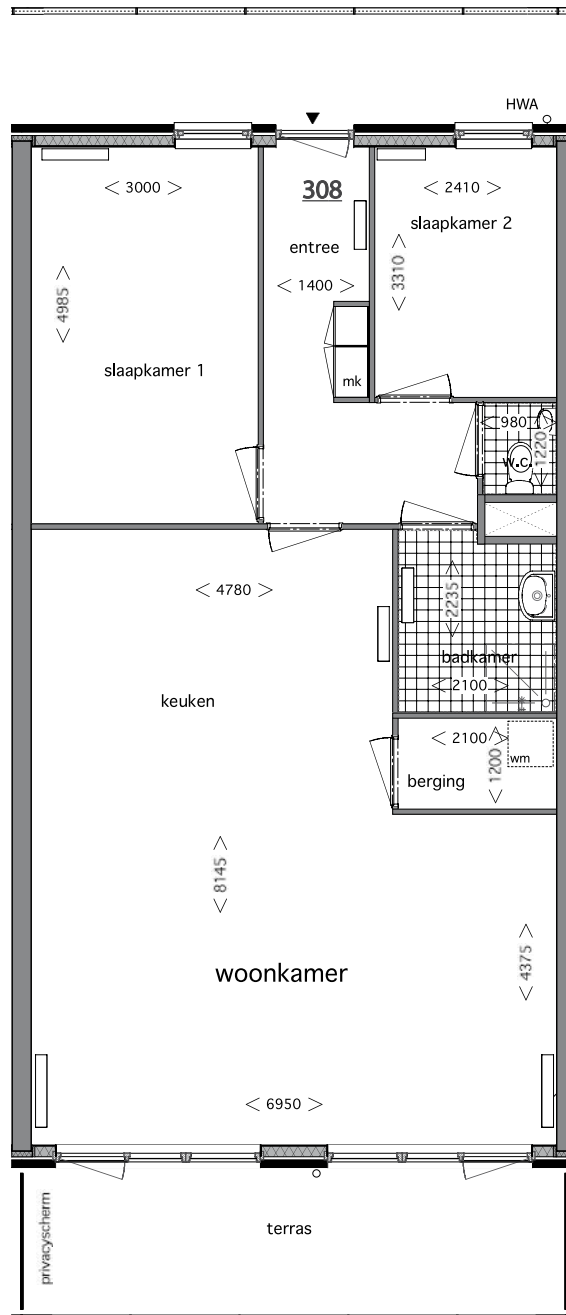 HWA
< 3000 >
308
< 2410 >
slaapkamer 2
entree
< 3310 >
< 4985 >
< 1400 >
slaapkamer 1
mk
< 980 >
w.c.
< 1220 >
< 4780 >
< 2235 >
badkamer
< 2100 >
keuken
< 2100 >
wm
< 1200 >
berging
< 8145 >
< 4375 >
woonkamer
< 6950 >
privacyscherm
terras